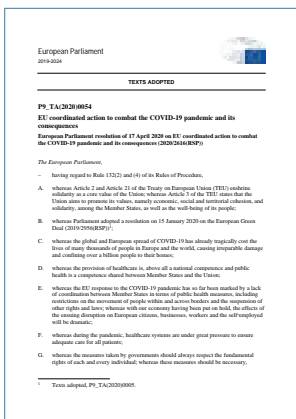 European Parliament
2019-2024
TEXTS ADOPTED
P9_TA(2020)0054
EU coordinated action to combat the COVID-19 pandemic and its
consequences
European Parliament resolution of 17 April 2020 on EU coordinated action to combat
the COVID-19 pandemic and its consequences (2020/2616(RSP))
The European Parliament,
– having regard to Rule 132(2) and (4) of its Rules of Procedure,
A. whereas Article 2 and Article 21 of the Treaty on European Union (TEU) enshrine
solidarity as a core value of the Union; whereas Article 3 of the TEU states that the
Union aims to promote its values, namely economic, social and territorial cohesion, and
solidarity, among the Member States, as well as the well-being of its people;
B. whereas Parliament adopted a resolution on 15 January 2020 on the European Green
Deal (2019/2956(RSP))1;
C. whereas the global and European spread of COVID-19 has already tragically cost the
lives of many thousands of people in Europe and the world, causing irreparable damage
and confining over a billion people to their homes;
D. whereas the provision of healthcare is, above all a national competence and public
health is a competence shared between Member States and the Union;
E. whereas the EU response to the COVID-19 pandemic has so far been marked by a lack
of coordination between Member States in terms of public health measures, including
restrictions on the movement of people within and across borders and the suspension of
other rights and laws; whereas with our economy having been put on hold, the effects of
the ensuing disruption on European citizens, businesses, workers and the self-employed
will be dramatic;
F. whereas during the pandemic, healthcare systems are under great pressure to ensure
adequate care for all patients;
G. whereas the measures taken by governments should always respect the fundamental
rights of each and every individual; whereas these measures should be necessary,
1 Texts adopted, P9_TA(2020)0005.